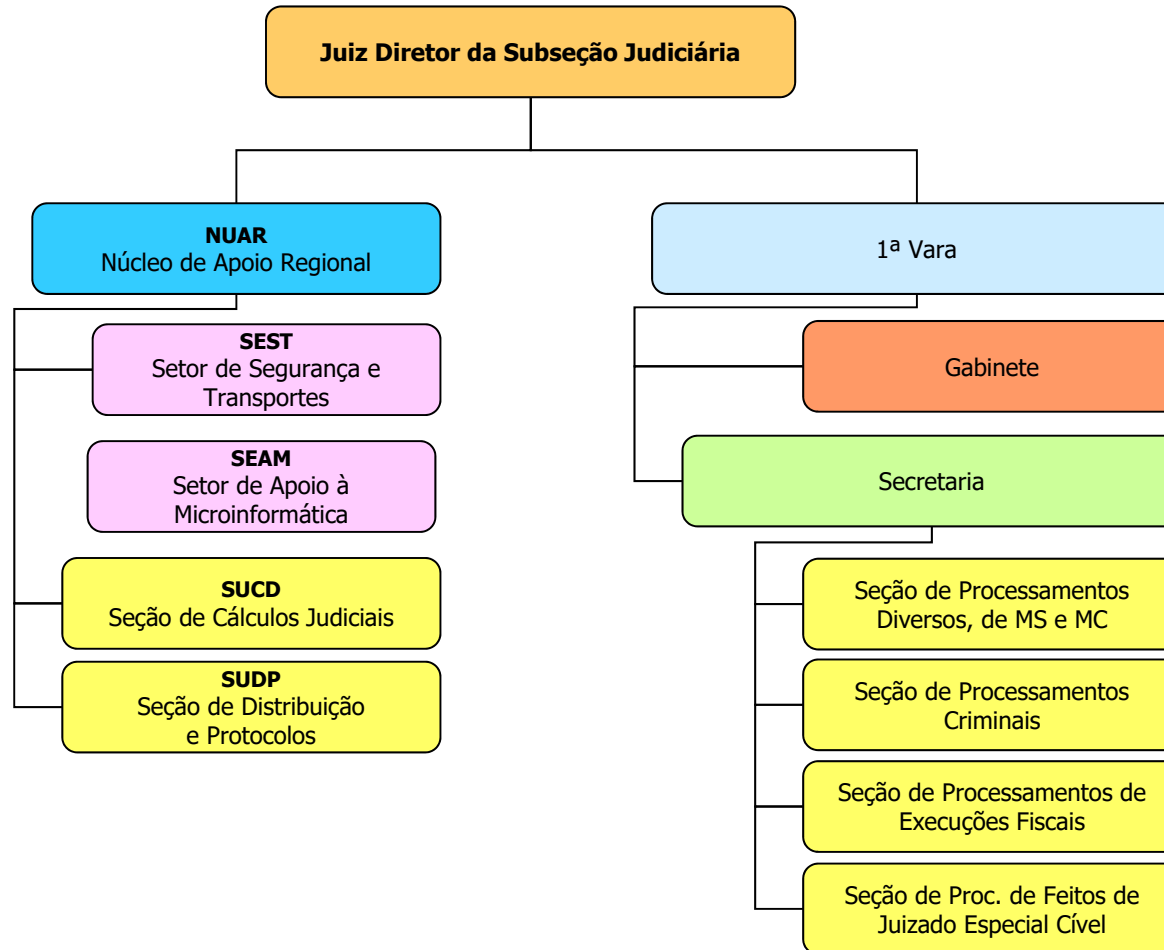 Juiz Diretor da Subseção Judiciária
NUAR
Núcleo de Apoio Regional
SEST
Setor de Segurança e
Transportes
SEAM
Setor de Apoio à
Microinformática
SUCD
Seção de Cálculos Judiciais
SUDP
Seção de Distribuição
e Protocolos
1ª Vara
Gabinete
Secretaria
Seção de Processamentos
Diversos, de MS e MC
Seção de Processamentos
Criminais
Seção de Processamentos de
Execuções Fiscais
Seção de Proc. de Feitos de
Juizado Especial Cível